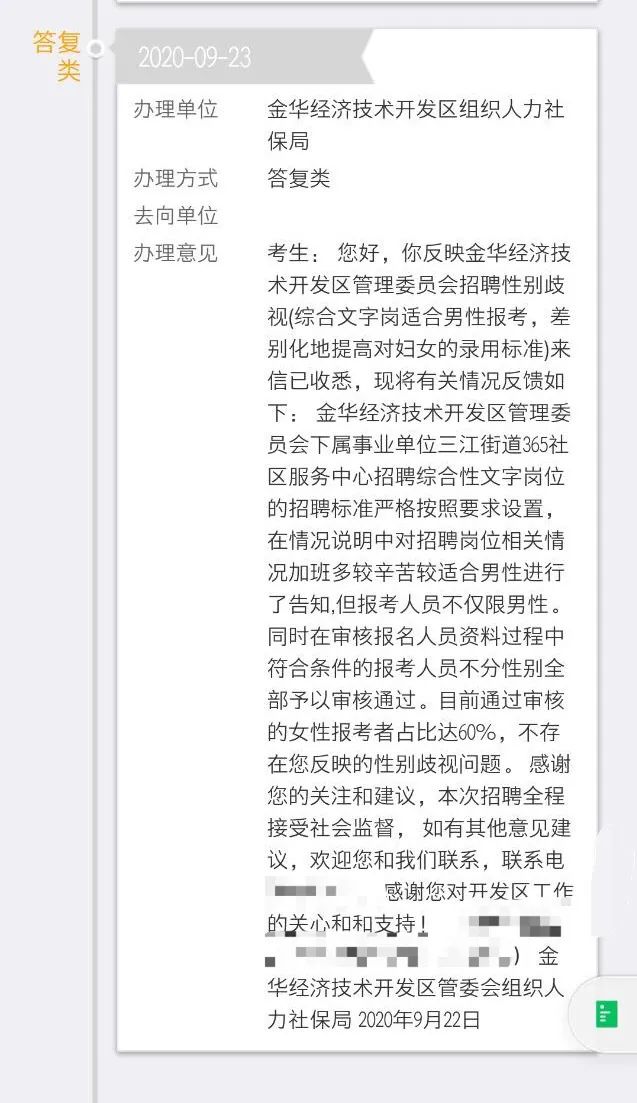 答复
类
2020-09-23
办理单位 金华经济技术开发区组织人力社
保局
办理方式 答复类
去向单位
办理意见 考生： 您好，你反映金华经济技
术开发区管理委员会招聘性别歧
视(综合文字岗适合男性报考，差
别化地提高对妇女的录用标准)来
信已收悉，现将有关情况反馈如
下： 金华经济技术开发区管理委
员会下属事业单位三江街道365社
区服务中心招聘综合性文字岗位
的招聘标准严格按照要求设置，
在情况说明中对招聘岗位相关情
况加班多较辛苦较适合男性进行
了告知,但报考人员不仅限男性。
同时在审核报名人员资料过程中
符合条件的报考人员不分性别全
部予以审核通过。目前通过审核
的女性报考者占比达60%，不存
在您反映的性别歧视问题。 感谢
您的关注和建议，本次招聘全程
接受社会监督， 如有其他意见建
议，欢迎您和我们联系，联系电
感谢您对开发区工作
的关心和和支持！
） 金
华经济技术开发区管委会组织人
力社保局 2020年9月22日